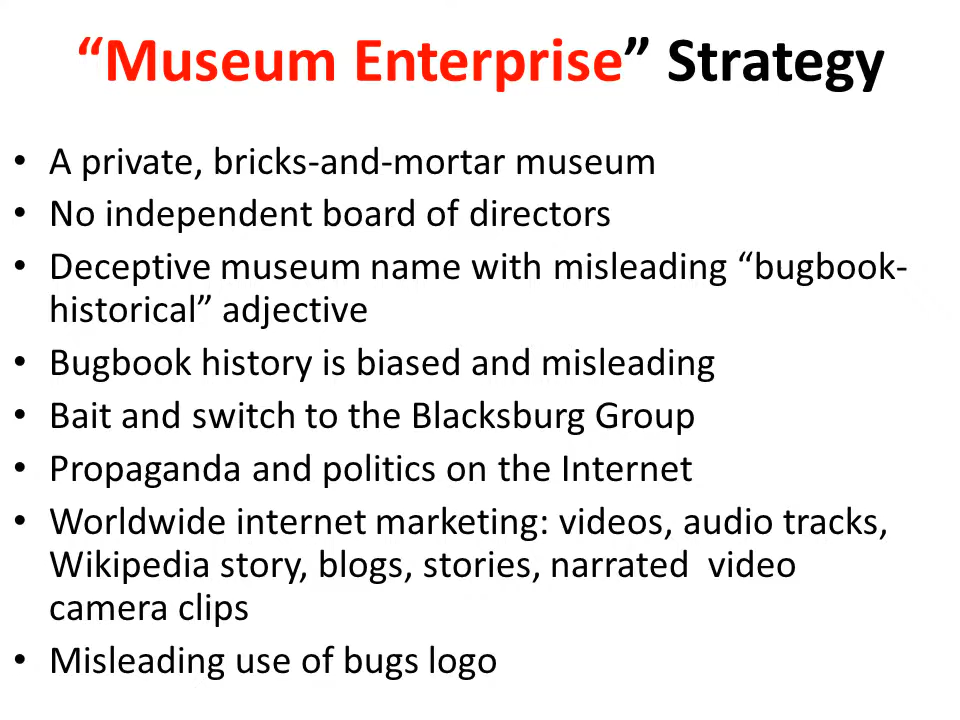 “Museum Enterprise” Strategy
• A private, bricks-and-mortar museum
• No independent board of directors
• Deceptive museum name with misleading “bugbook-
historical” adjective
• Bugbook history is biased and misleading
• Bait and switch to the Blacksburg Group
• Propaganda and politics on the Internet
• Worldwide internet marketing: videos, audio tracks,
Wikipedia story, blogs, stories, narrated  video
camera clips
• Misleading use of bugs logo